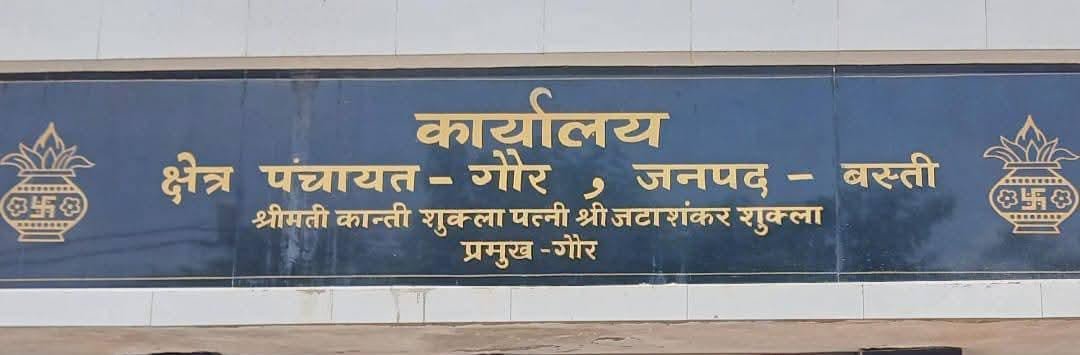 कार्यालय
क्षेत्र पंचायत - गौर , जनपद - बस्ती
श्रीमती कान्ती शुक्ला पत्नी श्री जटा शंकर शुक्ला
प्रमुख - गौर